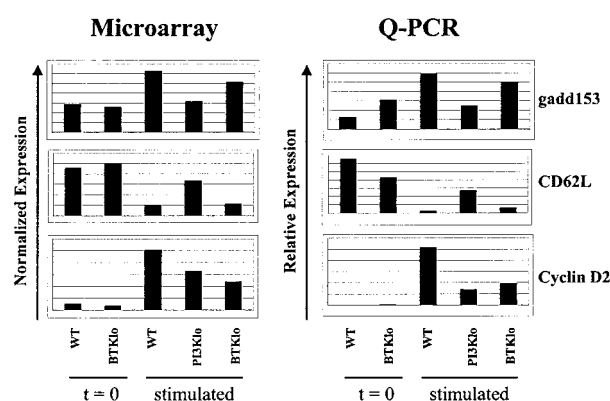 Microarray
Q-PCR
Normalized Expression
Relative Expression
gadd153
CD62L
Cyclin D2
WT
BTKlo
WT
PI3Klo
BTKlo
WT
BTKlo
WT
PI3Klo
BTKlo
t = 0
stimulated
t = 0
stimulated